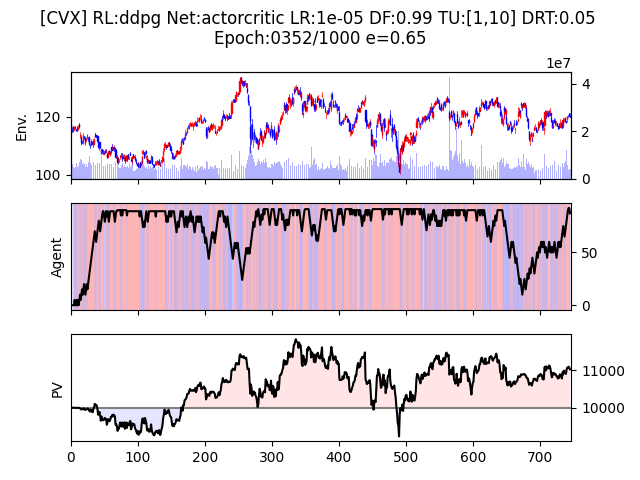 [CVX] RL:ddpg Net:actorcritic LR:1e-05 DF:0.99 TU:[1,10] DRT:0.05
Epoch:0352/1000 e=0.65
1e7
Env.
120
100
4
2
0
Agent
50
0
PV
11000
10000
0 100 200 300 400 500 600 700